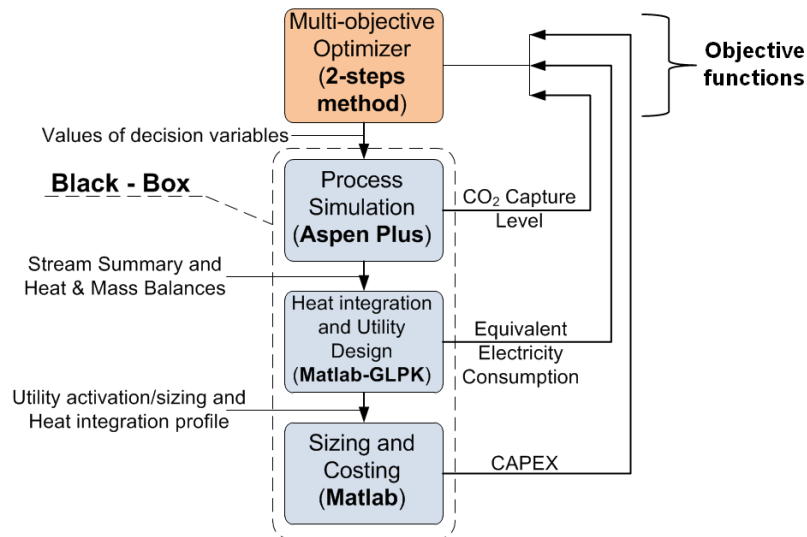 Multi-objective
Optimizer
(2-steps
method)
Objective
functions
Values of decision variables
Black - Box
Process
Simulation
(Aspen Plus)
CO₂ Capture
Level
Stream Summary and
Heat & Mass Balances
Heat integration
and Utility
Design
(Matlab-GLPK)
Equivalent
Electricity
Consumption
Utility activation/sizing and
Heat integration profile
Sizing and
Costing
(Matlab)
CAPEX